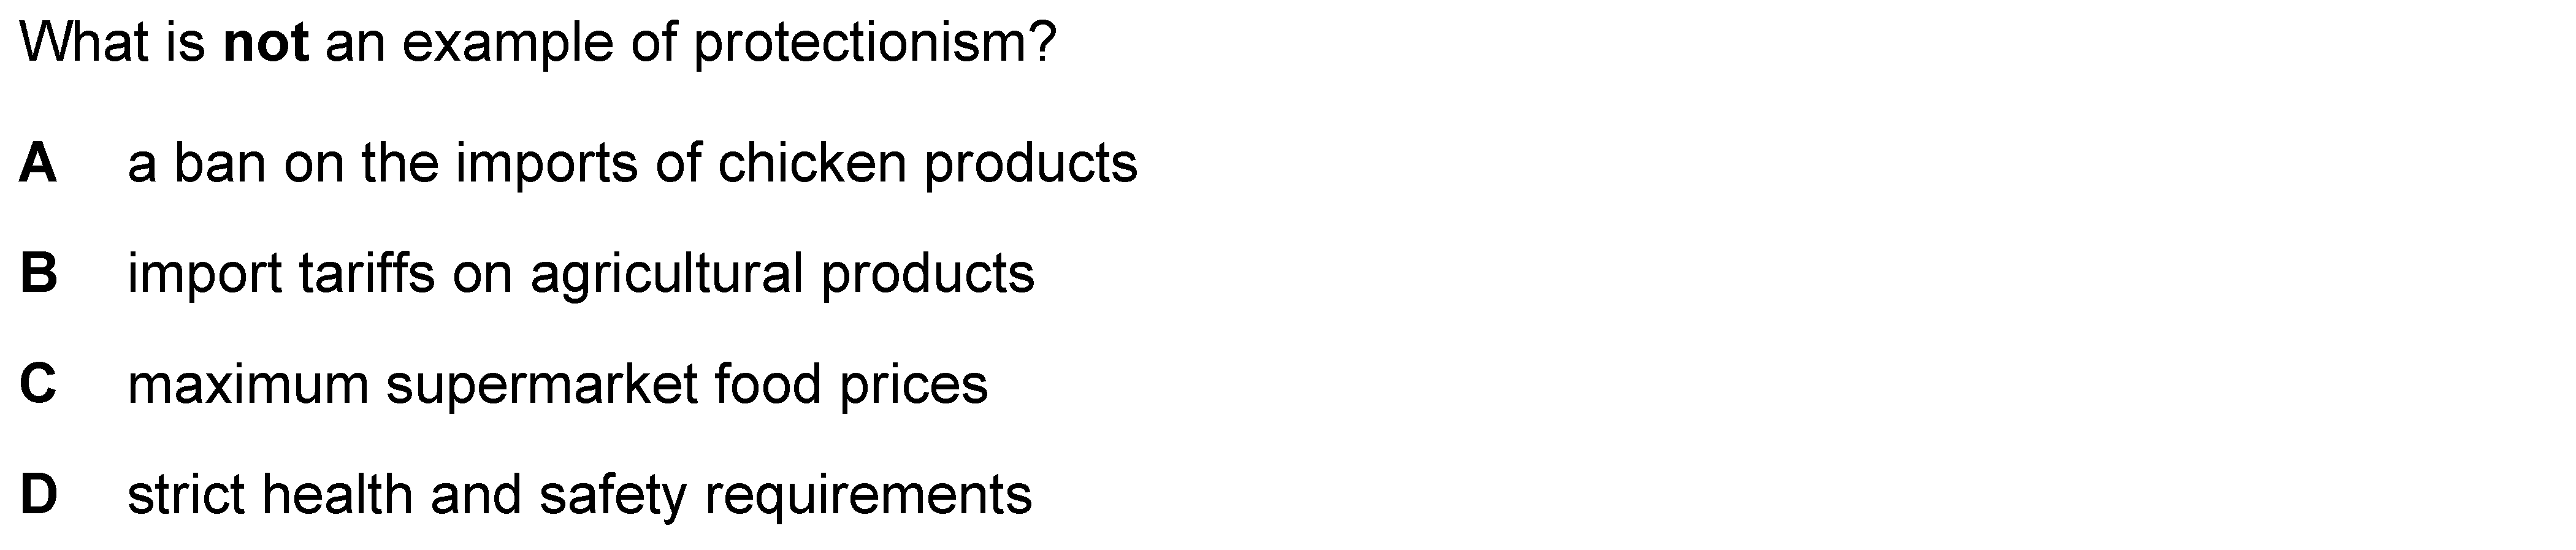 What is not an example of protectionism?
A a ban on the imports of chicken products
B import tariffs on agricultural products
C maximum supermarket food prices
D strict health and safety requirements